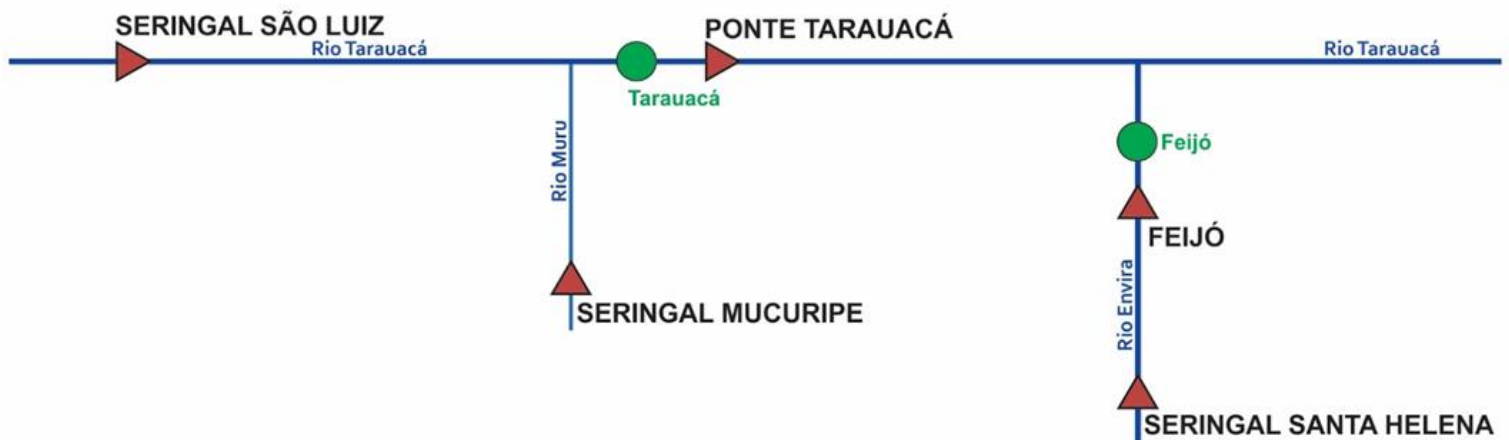 SERINGAL SÃO LUIZ
Rio Tarauacá
PONTE TARAUACÁ
Rio Tarauacá
Tarauacá
Rio Muru
Feijó
FEIJÓ
SERINGAL MUCURIPE
Rio Envira
SERINGAL SANTA HELENA